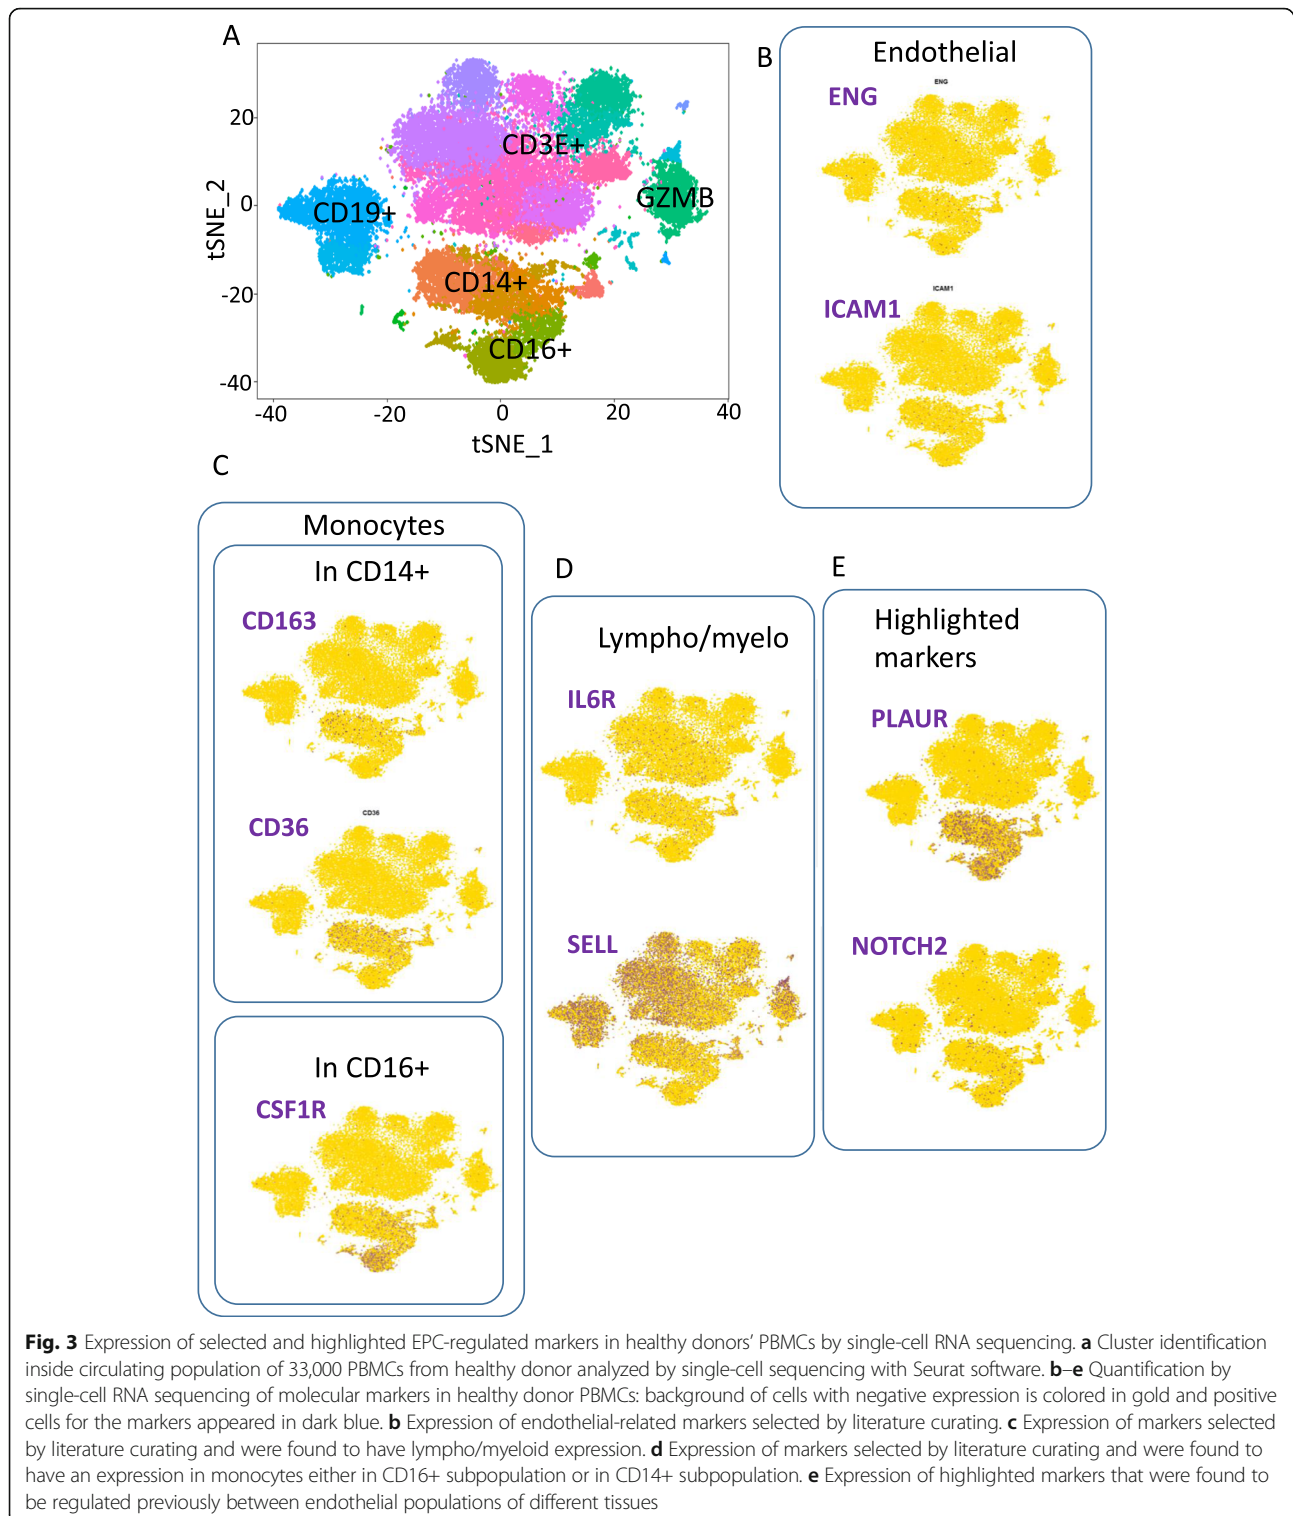 A
20
0
-20
-40
tSNE_2
-40
-20
0
20
40
tSNE_1
CD3E+
CD19+
GZMB
CD14+
CD16+
B
Endothelial
ENG
ENG
ICAM1
ICAM1
C
Monocytes
In CD14+
CD163
CD36
CD36
In CD16+
CSF1R
D
Lympho/myelo
IL6R
SELL
E
Highlighted
markers
PLAUR
NOTCH2
Fig. 3 Expression of selected and highlighted EPC-regulated markers in healthy donors’ PBMCs by single-cell RNA sequencing. a Cluster identification
inside circulating population of 33,000 PBMCs from healthy donor analyzed by single-cell sequencing with Seurat software. b–e Quantification by
single-cell RNA sequencing of molecular markers in healthy donor PBMCs: background of cells with negative expression is colored in gold and positive
cells for the markers appeared in dark blue. b Expression of endothelial-related markers selected by literature curating. c Expression of markers selected
by literature curating and were found to have lympho/myeloid expression. d Expression of markers selected by literature curating and were found to
have an expression in monocytes either in CD16+ subpopulation or in CD14+ subpopulation. e Expression of highlighted markers that were found to
be regulated previously between endothelial populations of different tissues